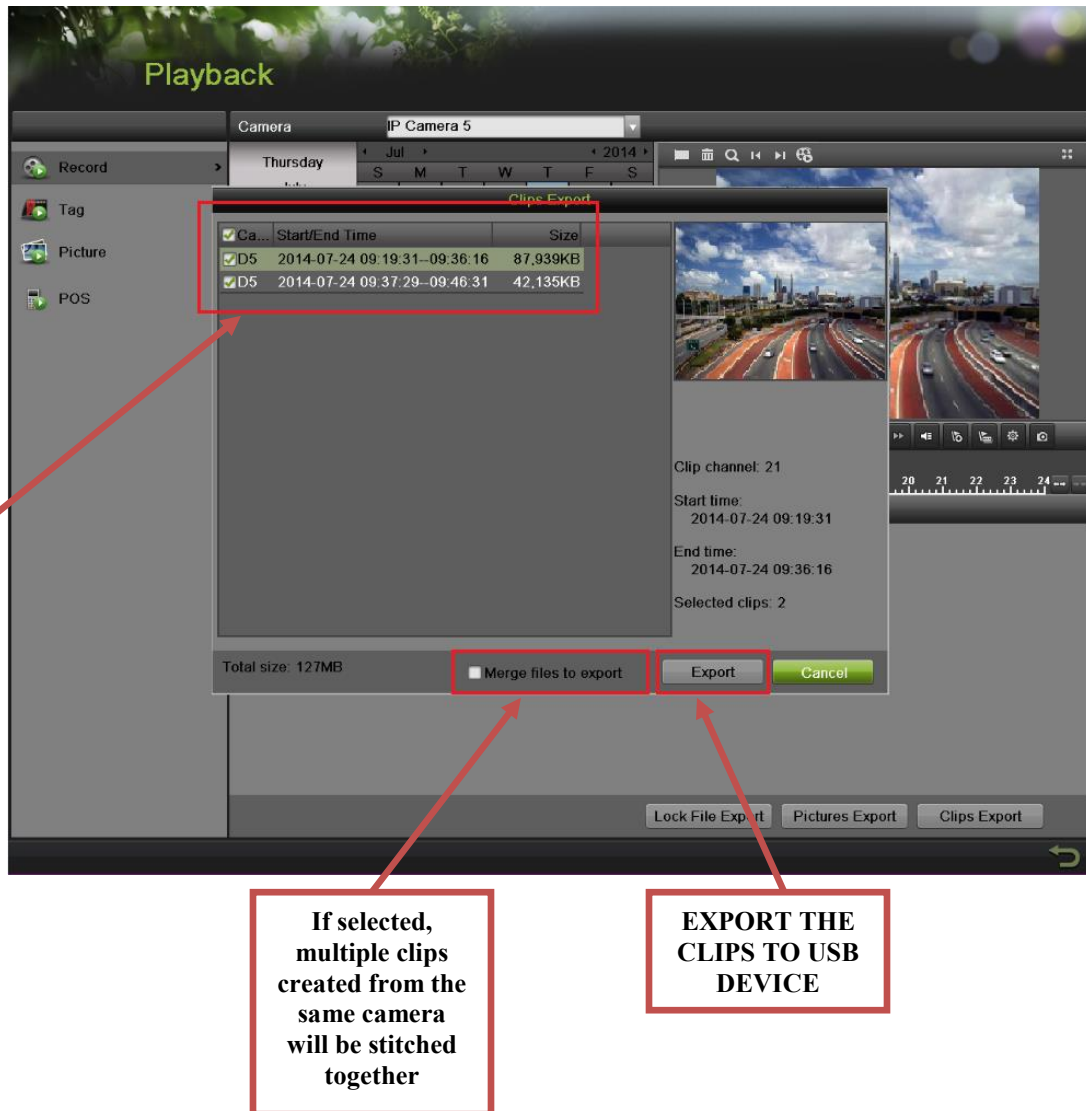 Playback
Camera IP Camera 5
Record
Tag
Picture
POS
Thursday
Jul 2014
S M T W T F S
Clips Export
Ca... Start/End Time Size
D5 2014-07-24 09:19:31--09:36:16 87,939KB
D5 2014-07-24 09:37:29--09:46:31 42,135KB
20 21 22 23 24
Clip channel: 21
Start time:
2014-07-24 09:19:31
End time:
2014-07-24 09:36:16
Selected clips: 2
Total size: 127MB
Merge files to export
Export
Cancel
Lock File Export
Pictures Export
Clips Export
If selected,
multiple clips
created from the
same camera
will be stitched
together
EXPORT THE
CLIPS TO USB
DEVICE